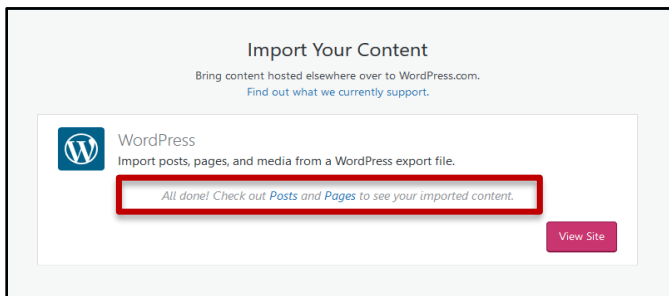 Import Your Content
Bring content hosted elsewhere over to WordPress.com.
Find out what we currently support.
WordPress
Import posts, pages, and media from a WordPress export file.
All done! Check out Posts and Pages to see your imported content.
View Site